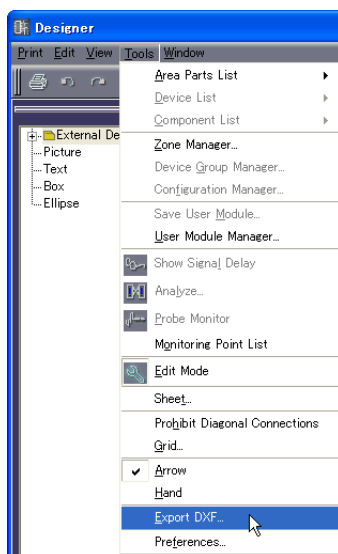 Designer
Print Edit View Tools Window
External De
Picture
Text
Box
Ellipse
Area Parts List
Device List
Component List
Zone Manager...
Device Group Manager...
Configuration Manager...
Save User Module...
User Module Manager...
Show Signal Delay
Analyze...
Probe Monitor
Monitoring Point List
Edit Mode
Sheet...
Prohibit Diagonal Connections
Grid...
Arrow
Hand
Export DXF...
Preferences...